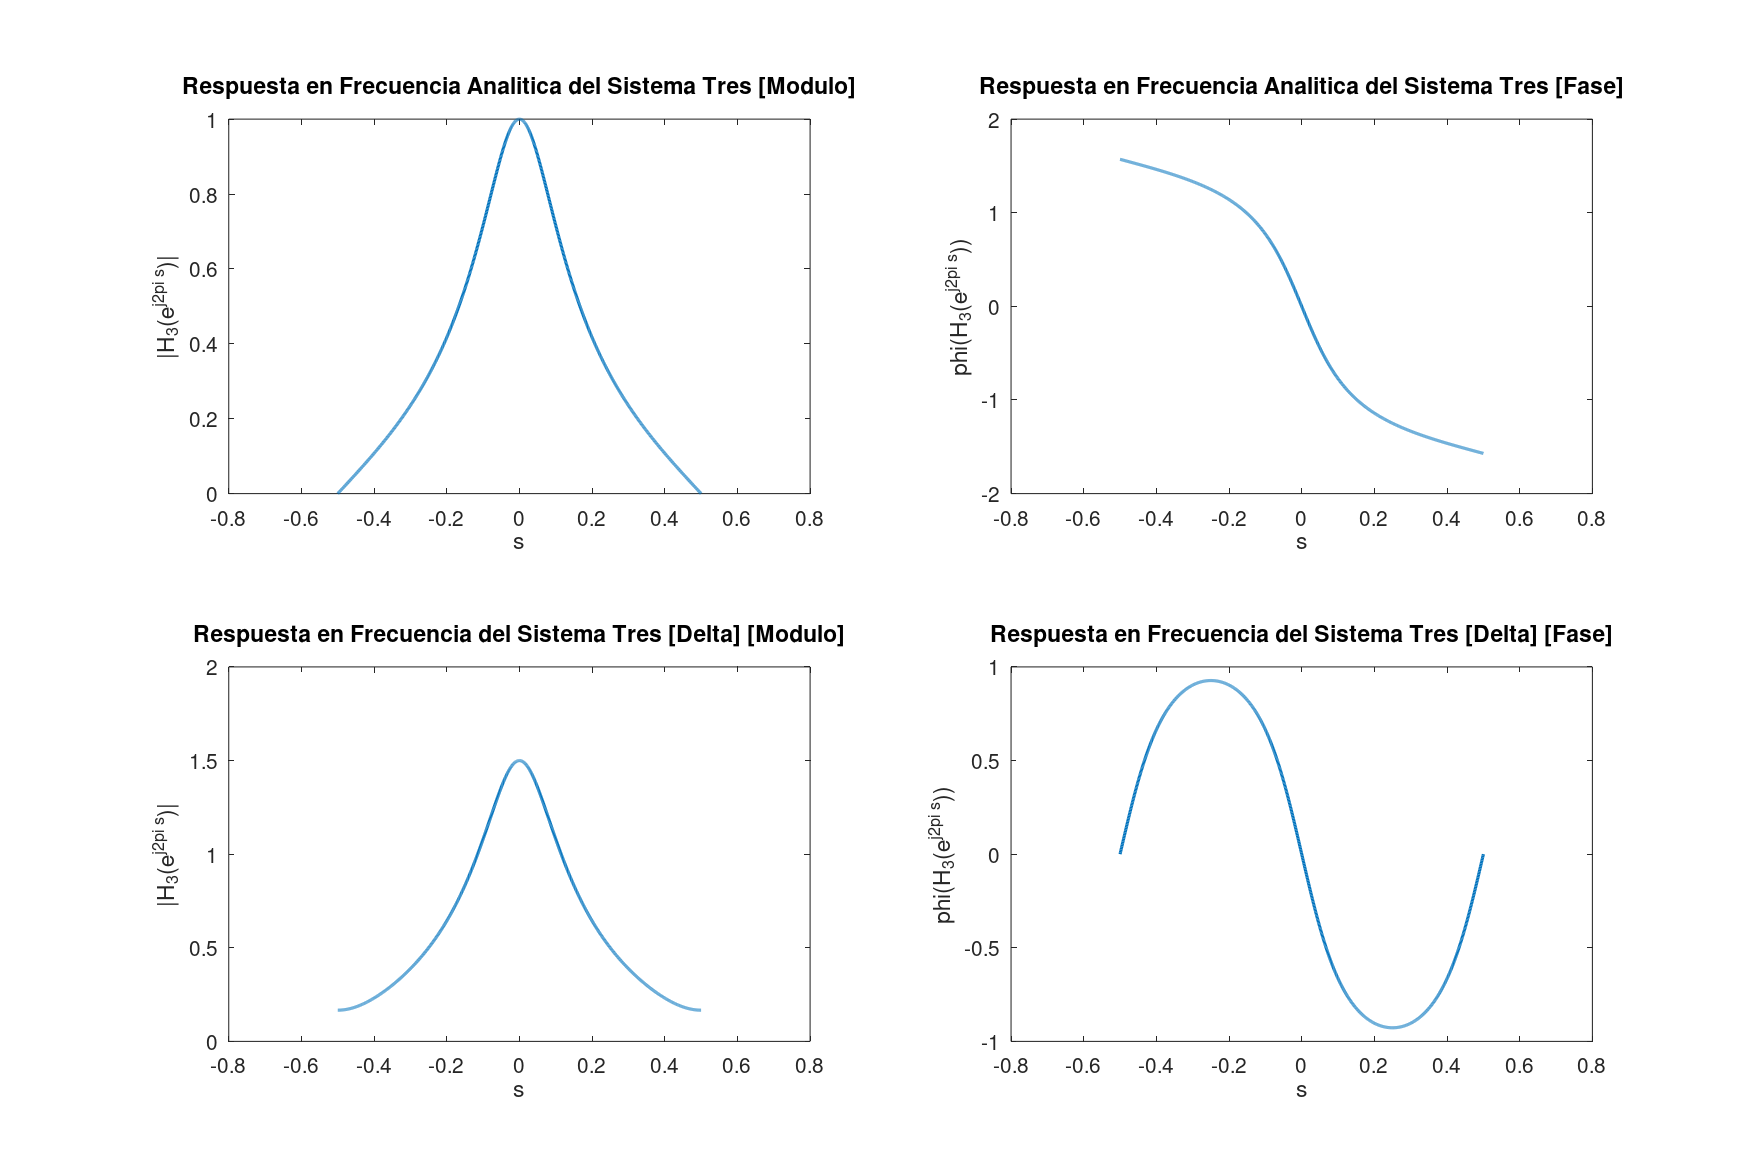 Respuesta en Frecuencia Analitica del Sistema Tres [Modulo]
1
0.8
0.6
0.4
0.2
0
-0.8 -0.6 -0.4 -0.2 0 0.2 0.4 0.6 0.8
s
|H3(e^j2pi s)|
Respuesta en Frecuencia Analitica del Sistema Tres [Fase]
2
1
0
-1
-2
-0.8 -0.6 -0.4 -0.2 0 0.2 0.4 0.6 0.8
s
phi(H3(e^j2pi s))
Respuesta en Frecuencia del Sistema Tres [Delta] [Modulo]
2
1.5
1
0.5
0
-0.8 -0.6 -0.4 -0.2 0 0.2 0.4 0.6 0.8
s
|H3(e^j2pi s)|
Respuesta en Frecuencia del Sistema Tres [Delta] [Fase]
1
0.5
0
-0.5
-1
-0.8 -0.6 -0.4 -0.2 0 0.2 0.4 0.6 0.8
s
phi(H3(e^j2pi s))